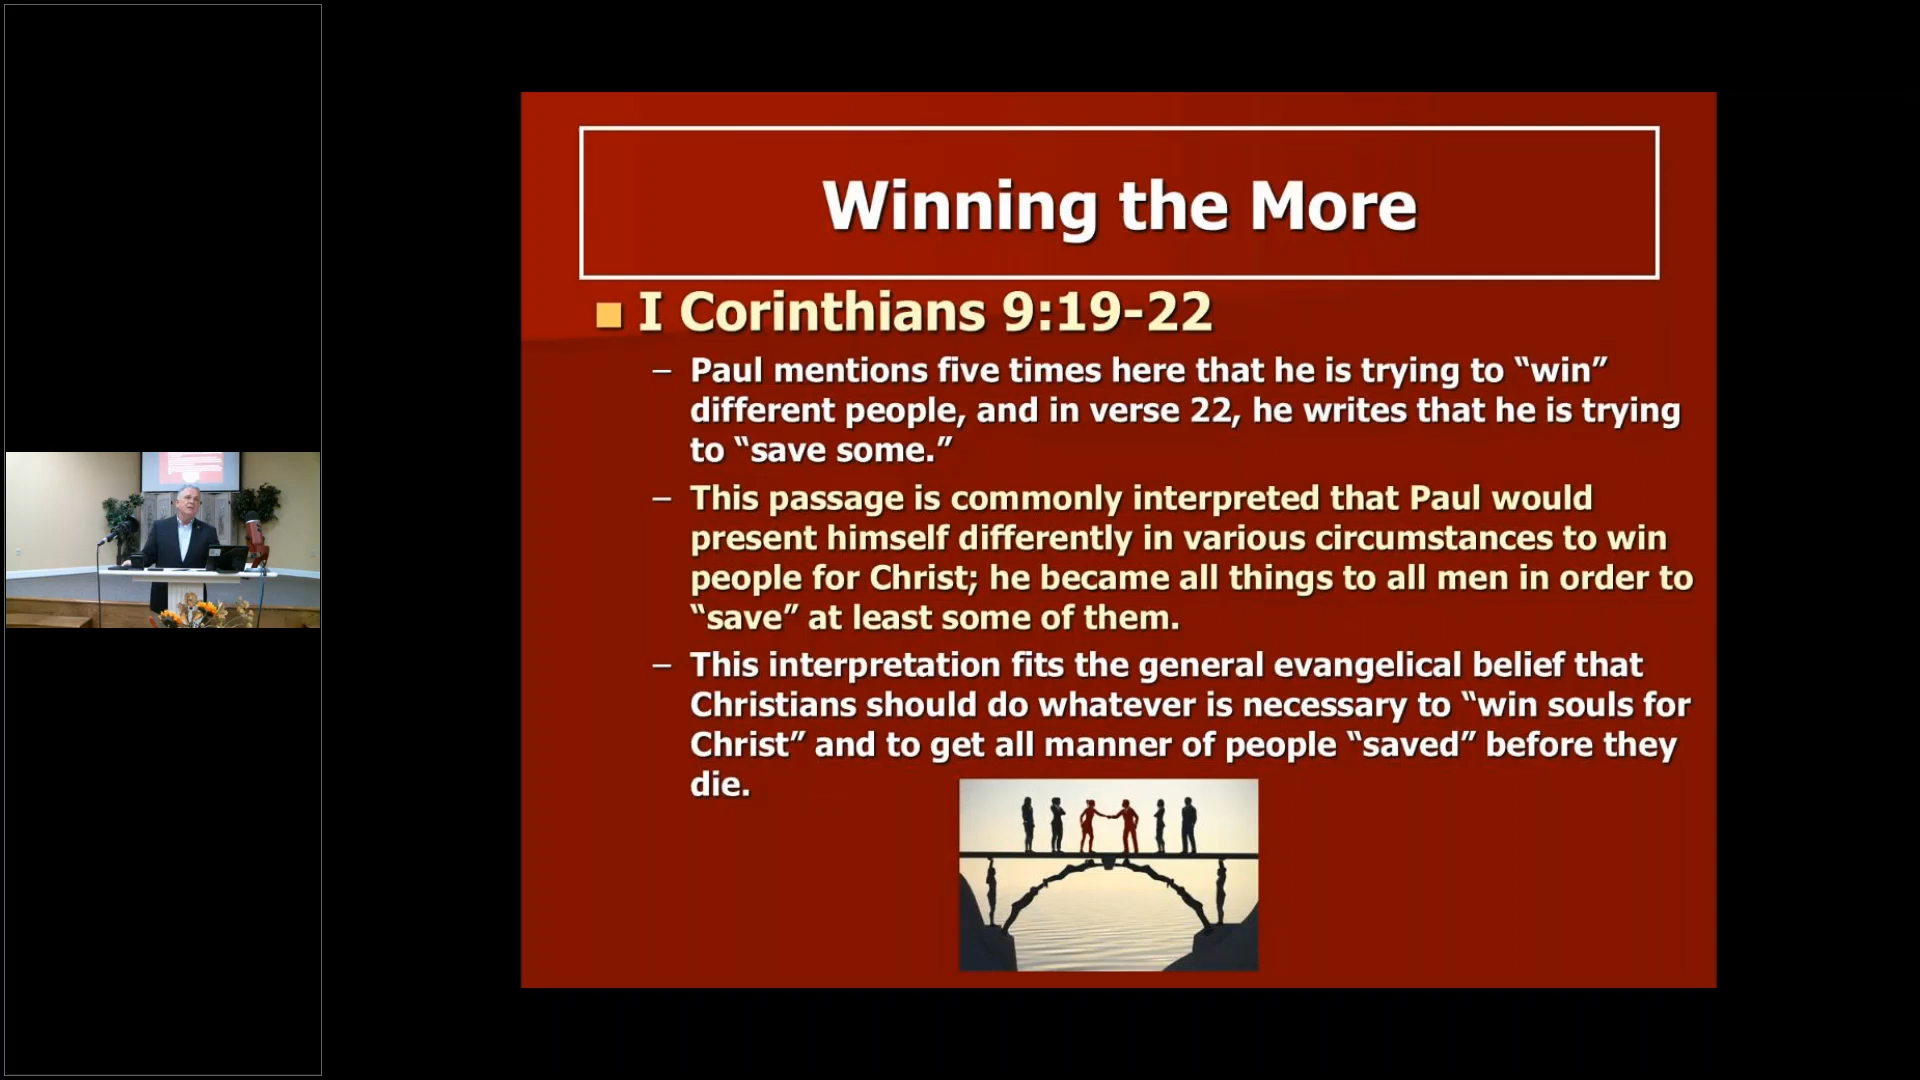 Winning the More
I Corinthians 9:19-22
– Paul mentions five times here that he is trying to “win”
different people, and in verse 22, he writes that he is trying
to “save some.”
– This passage is commonly interpreted that Paul would
present himself differently in various circumstances to win
people for Christ; he became all things to all men in order to
“save” at least some of them.
– This interpretation fits the general evangelical belief that
Christians should do whatever is necessary to “win souls for
Christ” and to get all manner of people “saved” before they
die.